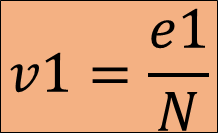 v1 = e1/N